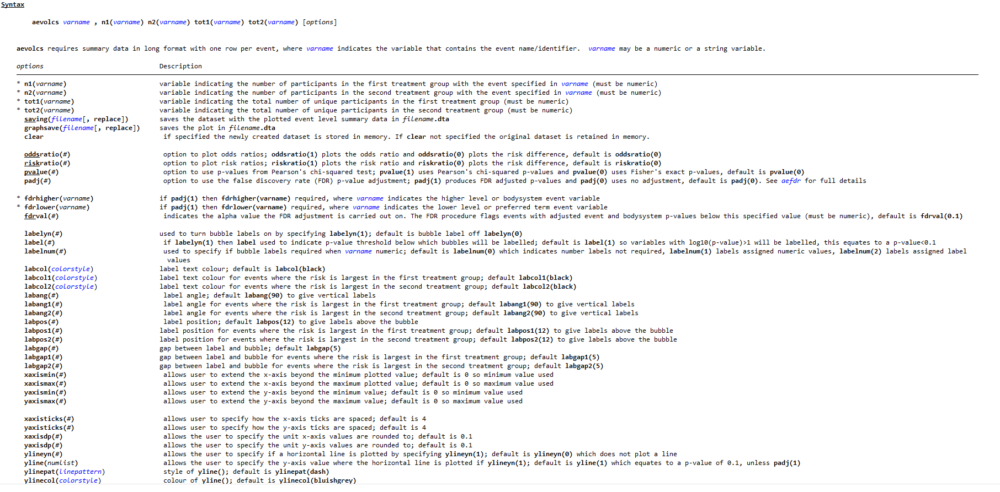 Syntax
aevolcs varname , n1(varname) n2(varname) tot1(varname) tot2(varname) [options]
aevolcs requires summary data in long format with one row per event, where varname indicates the variable that contains the event name/identifier.  varname may be a numeric or a string variable.
options Description
* n1(varname) variable indicating the number of participants in the first treatment group with the event specified in varname (must be numeric)
* n2(varname) variable indicating the number of participants in the second treatment group with the event specified in varname (must be numeric)
* tot1(varname) variable indicating the total number of unique participants in the first treatment group (must be numeric)
* tot2(varname) variable indicating the total number of unique participants in the second treatment group (must be numeric)
saving(filename[, replace]) saves the dataset with the plotted event level summary data in filename.dta
graphsave(filename[, replace]) saves the plot in filename.dta
clear if specified the newly created dataset is stored in memory. If clear not specified the original dataset is retained in memory.
oddsratio(#) option to plot odds ratios; oddsratio(1) plots the odds ratio and oddsratio(0) plots the risk difference, default is oddsratio(0)
riskratio(#) option to plot risk ratios; riskratio(1) plots the risk ratio and riskratio(0) plots the risk difference, default is riskratio(0)
pvalue(#) option to use p-values from Pearson's chi-squared test; pvalue(1) uses Pearson's chi-squared p-values and pvalue(0) uses Fisher's exact p-values, default is pvalue(0)
padj(#) option to use the false discovery rate (FDR) p-value adjustment; padj(1) produces FDR adjusted p-values and padj(0) uses no adjustment, default is padj(0). See aefdr for full details
* fdrhigher(varname) if padj(1) then fdrhigher(varname) required, where varname indicates the higher level or bodysystem event variable
* fdrlower(varname) if padj(1) then fdrlower(varname) required, where varname indicates the lower level or preferred term event variable
fdrval(#) indicates the alpha value the FDR adjustment is carried out on. The FDR procedure flags events with adjusted event and bodysystem p-values below this specified value (must be numeric), default is fdrval(0.1)
labelyn(#) used to turn bubble labels on by specifying labelyn(1); default is bubble label off labelyn(0)
label(#) if labelyn(1) then label used to indicate p-value threshold below which bubbles will be labelled; default is label(1) so variables with log10(p-value)>1 will be labelled, this equates to a p-value<0.1
labelnum(#) used to specify if bubble labels required when varname numeric; default is labelnum(0) which indicates number labels not required, labelnum(1) labels assigned numeric values, labelnum(2) labels assigned label
values
labcol(colorstyle) label text colour; default is labcol(black)
labcol1(colorstyle) label text colour for events where the risk is largest in the first treatment group; default labcol1(black)
labcol2(colorstyle) label text colour for events where the risk is largest in the second treatment group; default labcol2(black)
labang(#) label angle; default labang(90) to give vertical labels
labang1(#) label angle for events where the risk is largest in the first treatment group; default labang1(90) to give vertical labels
labang2(#) label angle for events where the risk is largest in the second treatment group; default labang2(90) to give vertical labels
labpos(#) label position; default labpos(12) to give labels above the bubble
labpos1(#) label position for events where the risk is largest in the first treatment group; default labpos1(12) to give labels above the bubble
labpos2(#) label position for events where the risk is largest in the second treatment group; default labpos2(12) to give labels above the bubble
labgap(#) gap between label and bubble; default labgap(5)
labgap1(#) gap between label and bubble for events where the risk is largest in the first treatment group; default labgap1(5)
labgap2(#) gap between label and bubble for events where the risk is largest in the second treatment group; default labgap2(5)
xaxismin(#) allows user to extend the x-axis beyond the minimum plotted value; default is 0 so minimum value used
xaxismax(#) allows user to extend the x-axis beyond the maximum plotted value; default is 0 so maximum value used
yaxismin(#) allows user to extend the y-axis beyond the minimum value; default is 0 so minimum value used
yaxismax(#) allows user to extend the y-axis beyond the maximum value; default is 0 so maximum value used
xaxisticks(#) allows user to specify how the x-axis ticks are spaced; default is 4
yaxisticks(#) allows user to specify how the y-axis ticks are spaced; default is 4
xaxisdp(#) allows the user to specify the unit x-axis values are rounded to; default is 0.1
yaxisdp(#) allows the user to specify the unit y-axis values are rounded to; default is 0.1
ylineyn(#) allows the user to specify if a horizontal line is plotted by specifying ylineyn(1); default is ylineyn(0) which does not plot a line
yline(numlist) allows the user to specify the y-axis value where the horizontal line is plotted if ylineyn(1); default is yline(1) which equates to a p-value of 0.1, unless padj(1)
ylinepat(linepattern) style of yline(); default is ylinepat(dash)
ylinecol(colorstyle) colour of yline(); default is ylinecol(bluishgrey)